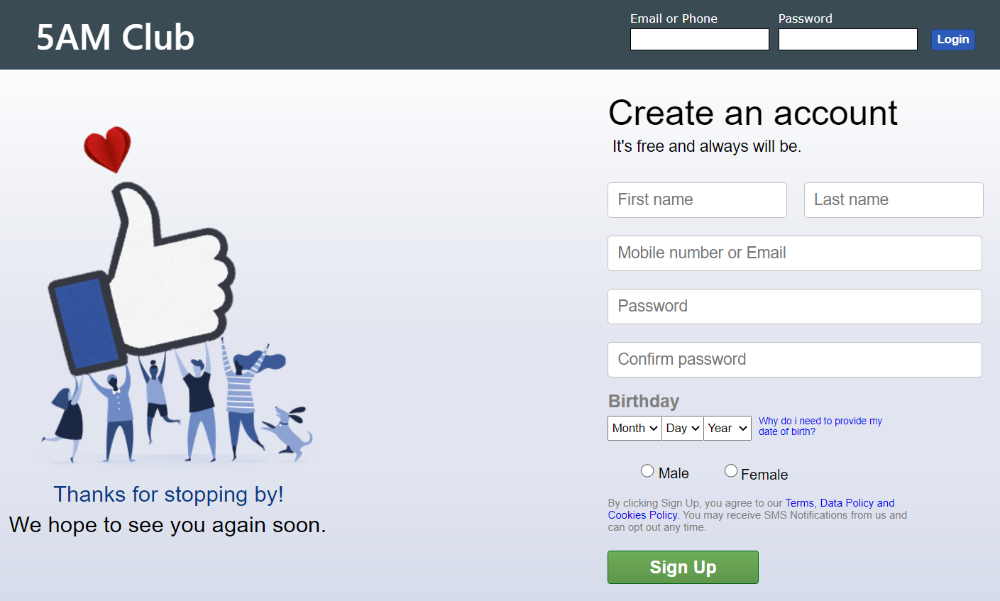 5AM Club
Email or Phone
Password
Login
Create an account
It's free and always will be.
First name
Last name
Mobile number or Email
Password
Confirm password
Birthday
Month
Day
Year
Why do i need to provide my
date of birth?
Male
Female
By clicking Sign Up, you agree to our Terms, Data Policy and
Cookies Policy. You may receive SMS Notifications from us and
can opt out any time.
Sign Up
Thanks for stopping by!
We hope to see you again soon.